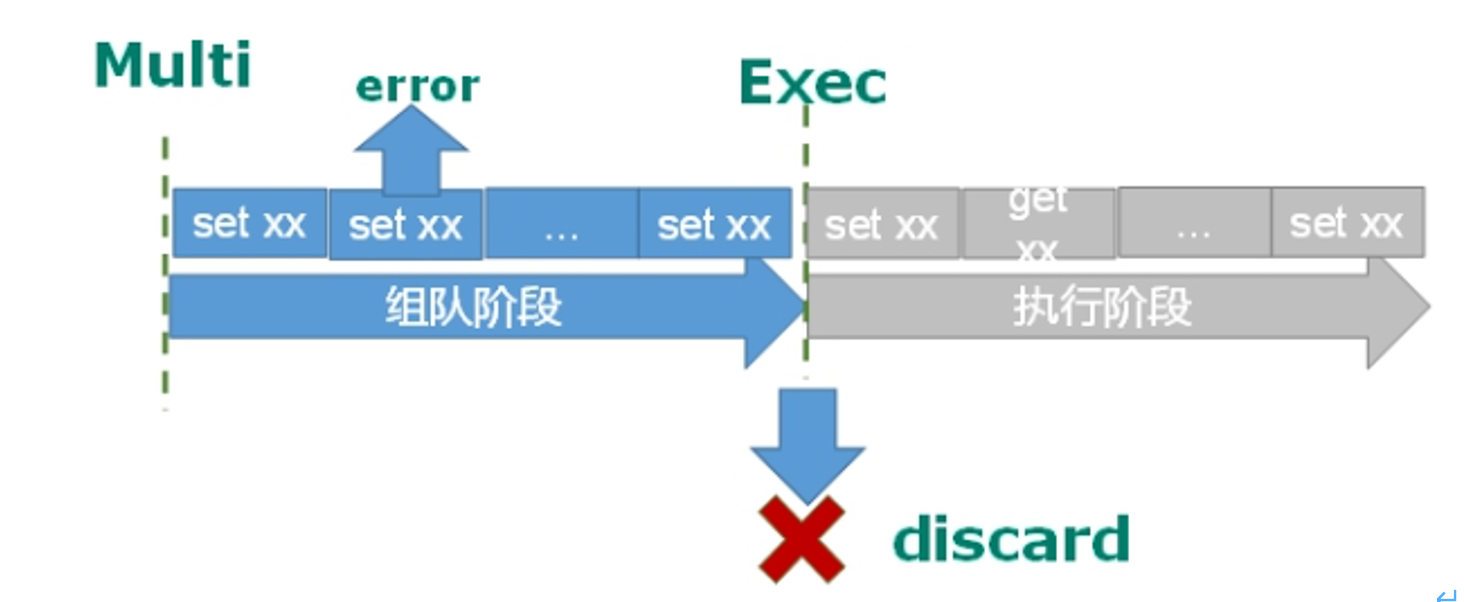 Multi
error
Exec
set xx
set xx
...
set xx
set xx
get
xx
...
set xx
组队阶段
执行阶段
discard